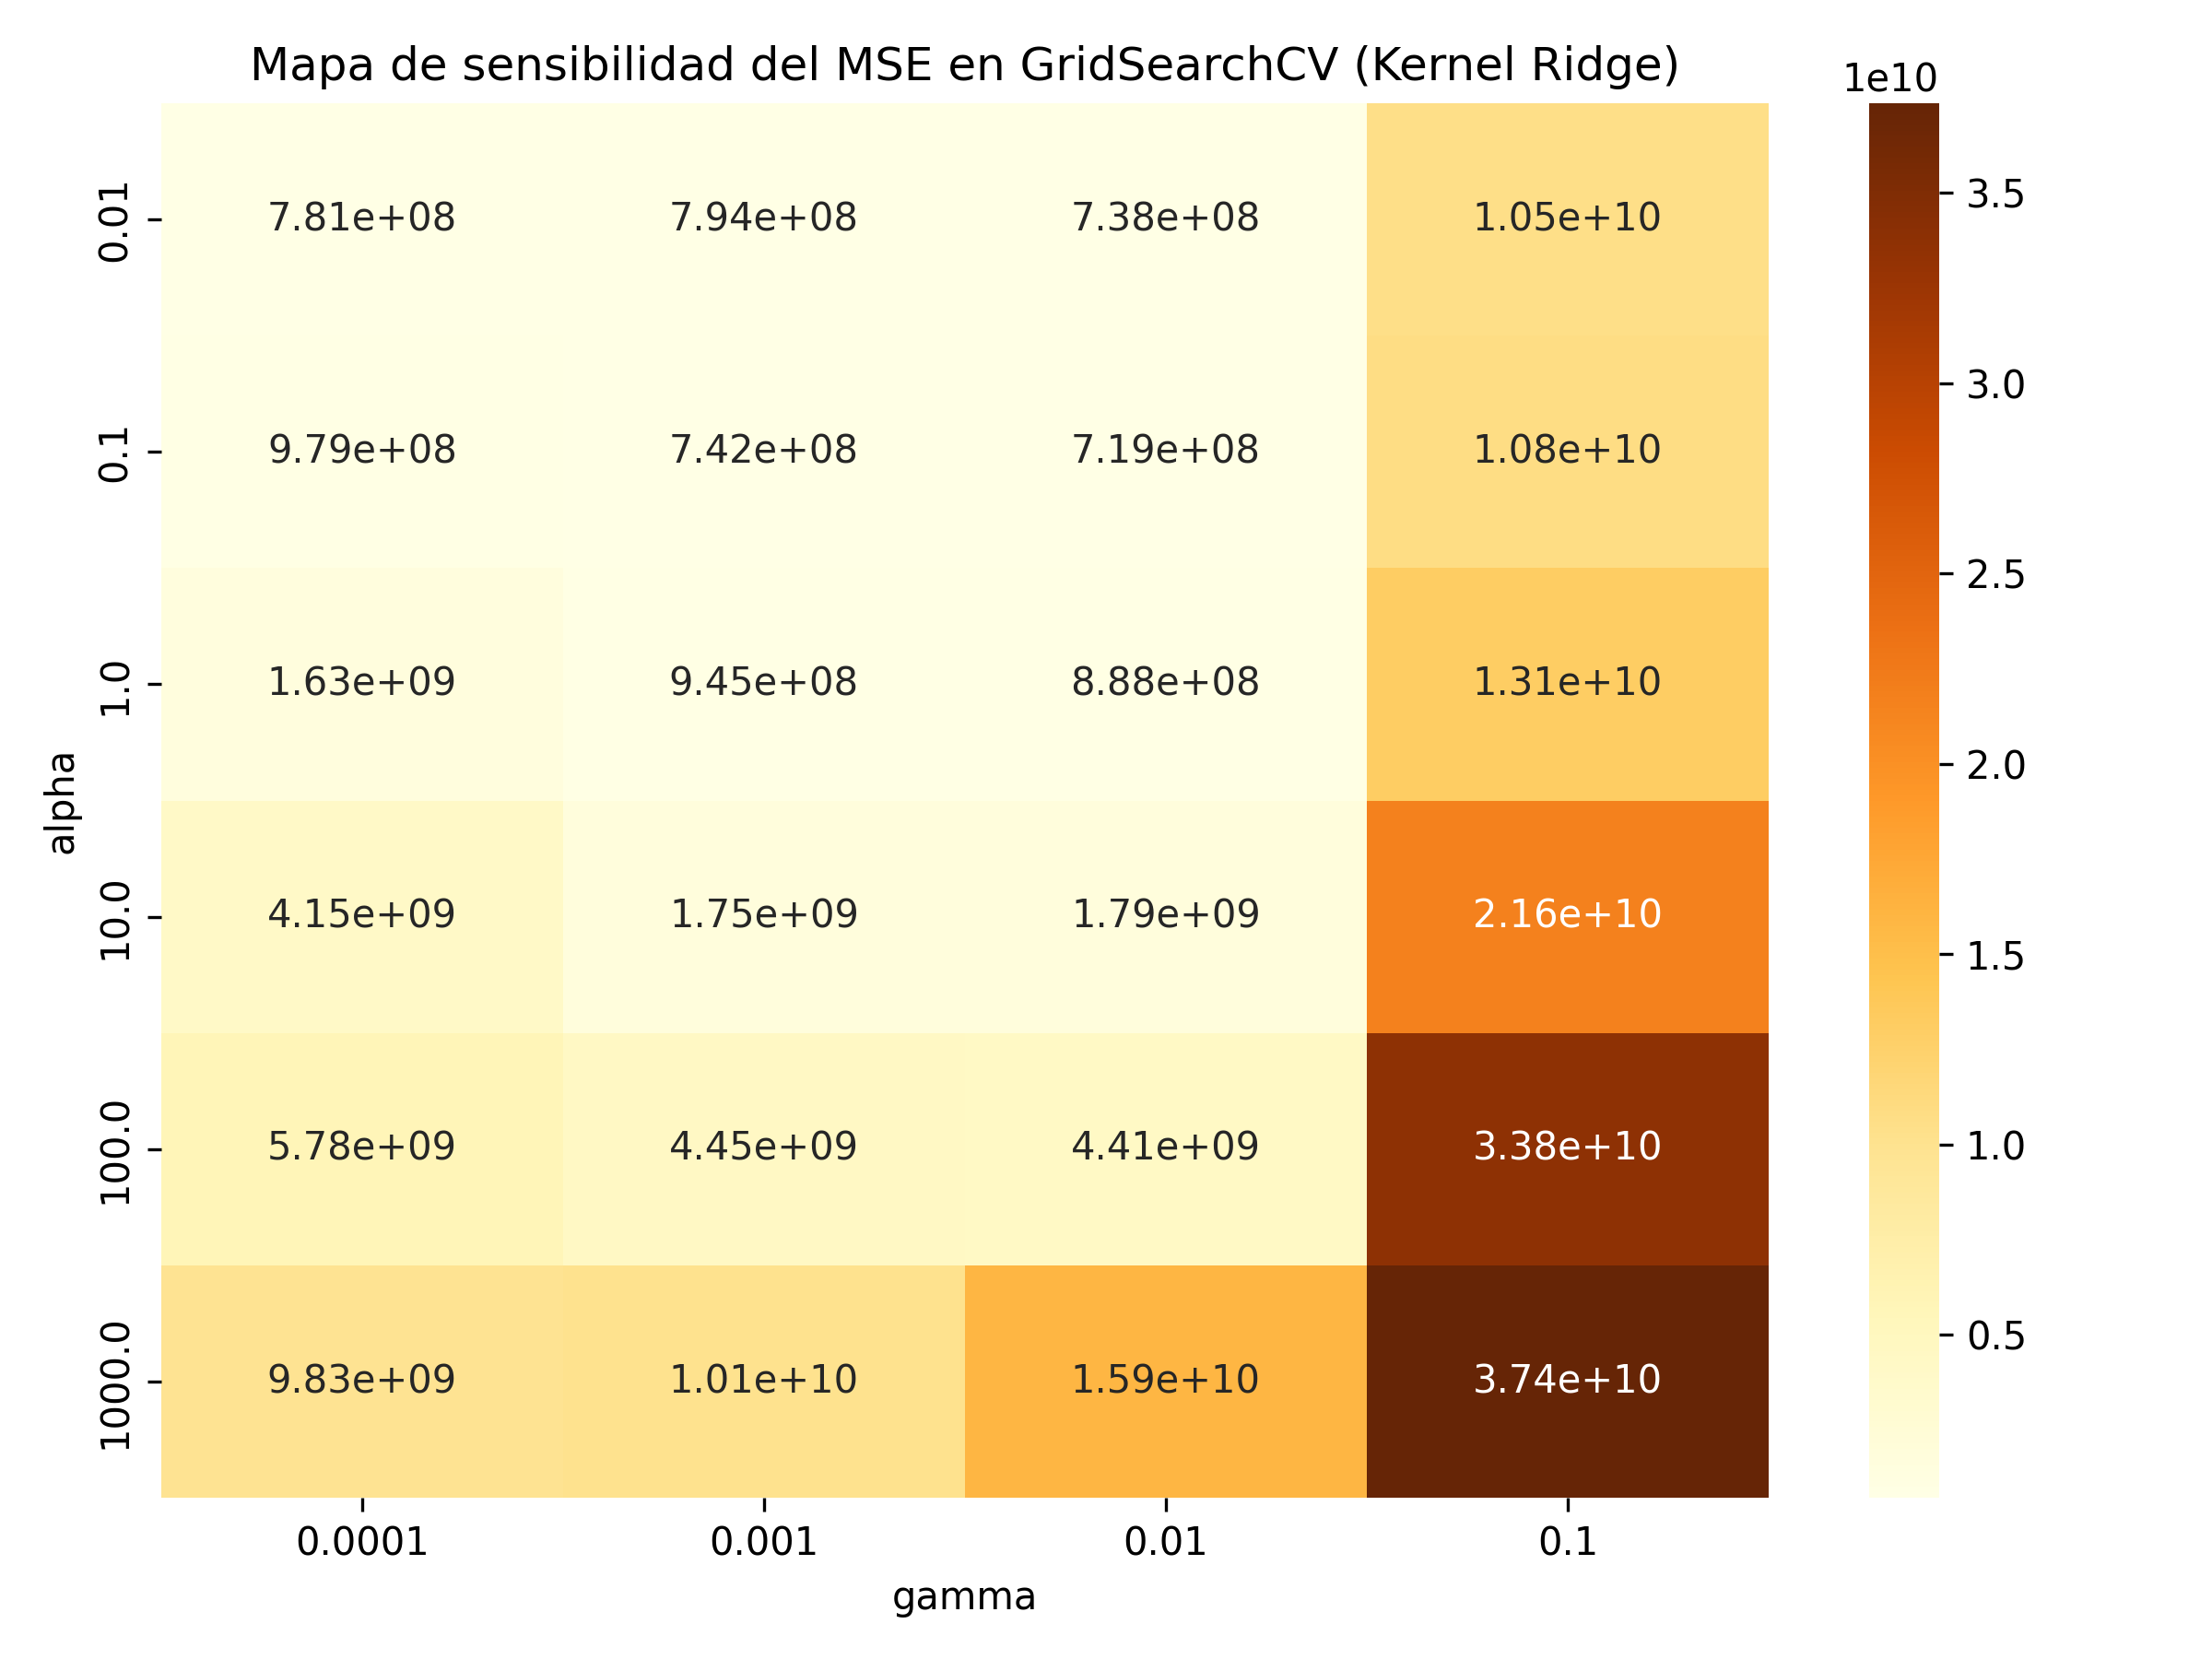 Mapa de sensibilidad del MSE en GridSearchCV (Kernel Ridge)
1e10
0.01 7.81e+08 7.94e+08 7.38e+08 1.05e+10
0.1 9.79e+08 7.42e+08 7.19e+08 1.08e+10
1.0 1.63e+09 9.45e+08 8.88e+08 1.31e+10
10.0 4.15e+09 1.75e+09 1.79e+09 2.16e+10
100.0 5.78e+09 4.45e+09 4.41e+09 3.38e+10
1000.0 9.83e+09 1.01e+10 1.59e+10 3.74e+10
alpha
0.0001 0.001 0.01 0.1
gamma
3.5
3.0
2.5
2.0
1.5
1.0
0.5